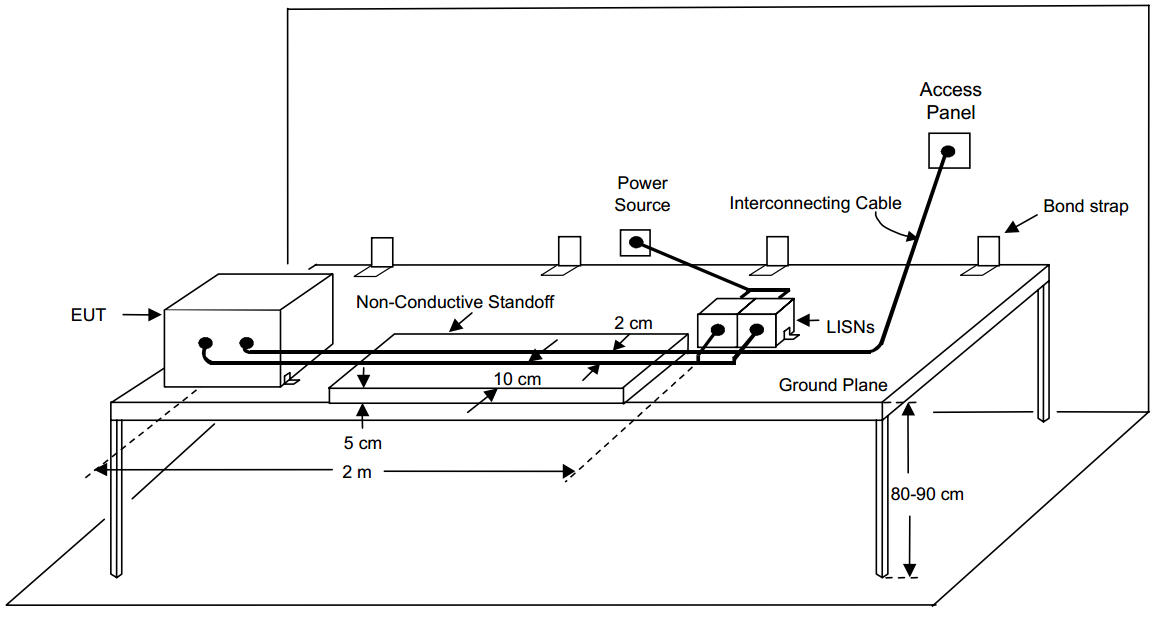 Access
Panel
Power
Source
Interconnecting Cable
Bond strap
EUT
Non-Conductive Standoff
2 cm
LISNs
10 cm
Ground Plane
5 cm
2 m
80-90 cm